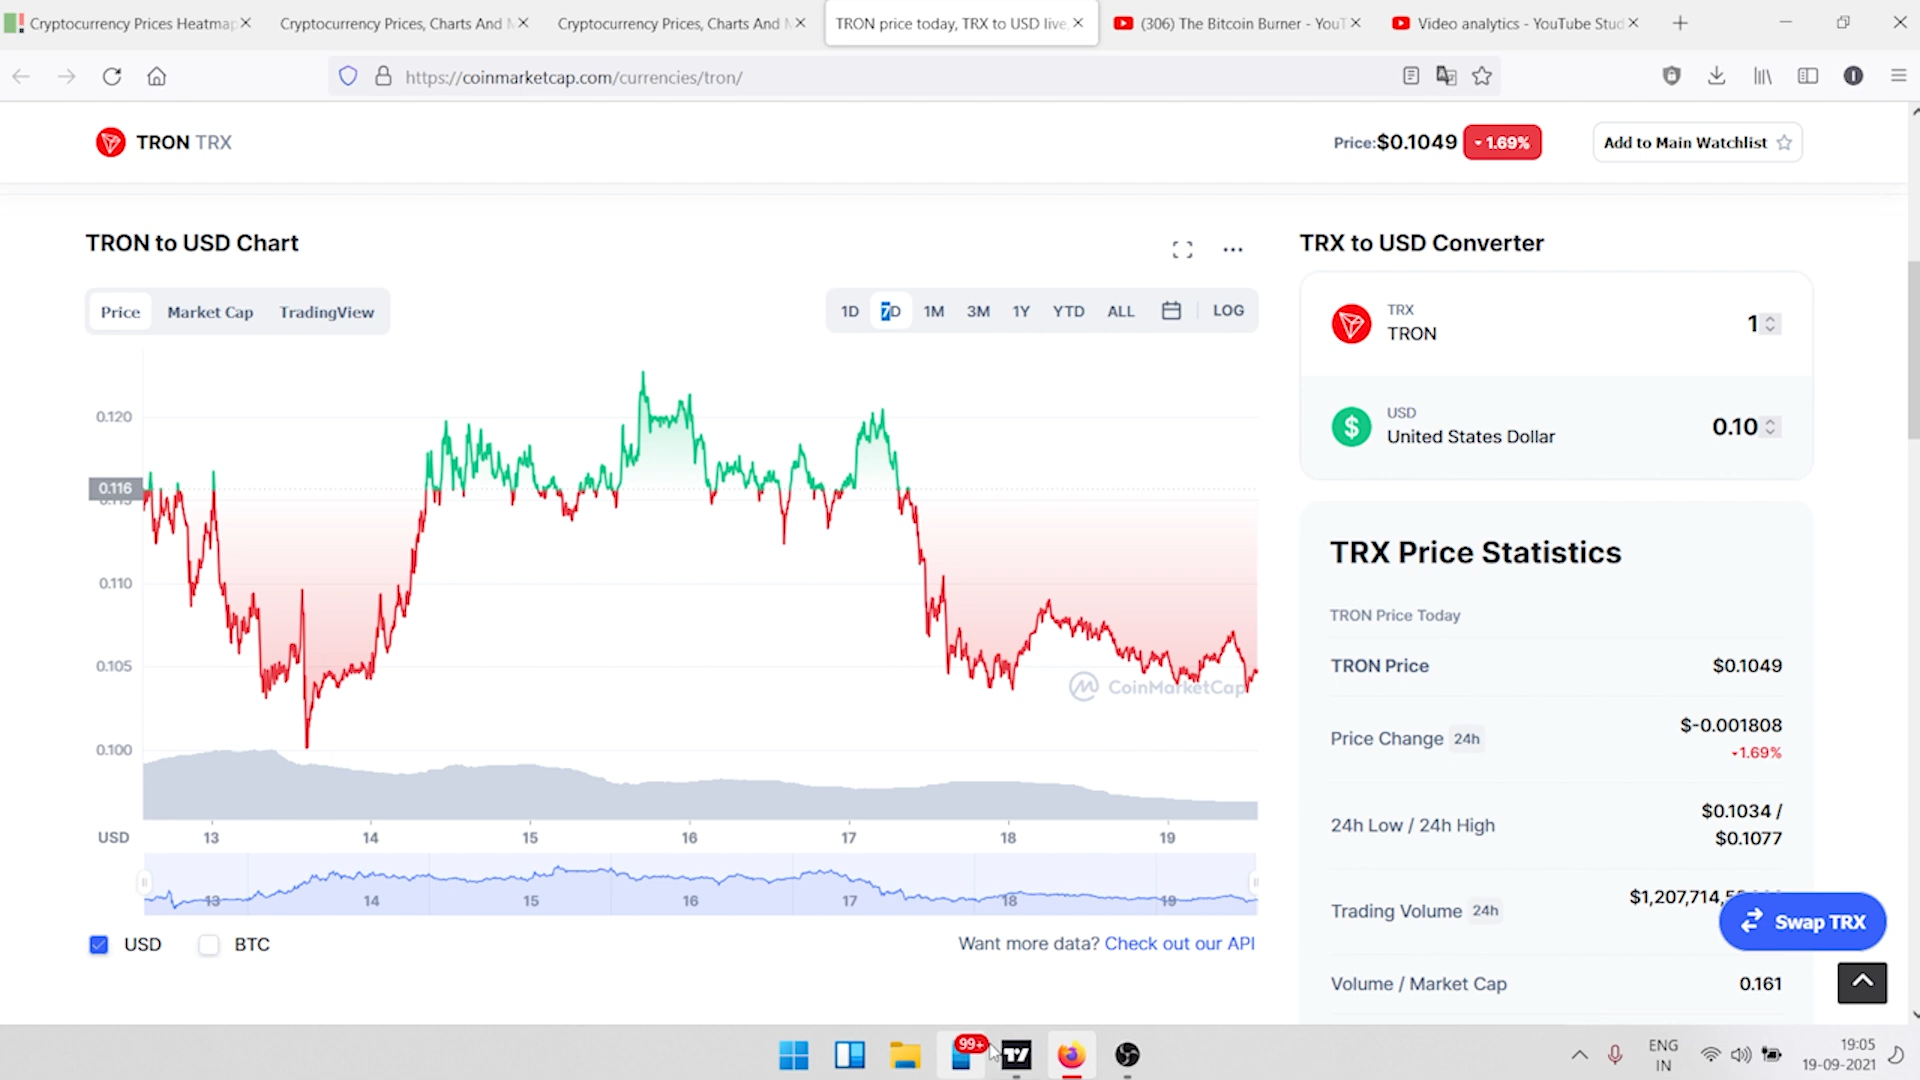 Cryptocurrency Prices Heatmap
Cryptocurrency Prices, Charts And
Cryptocurrency Prices, Charts And
TRON price today, TRX to USD live,
(306) The Bitcoin Burner - YouT
Video analytics - YouTube Stud
https://coinmarketcap.com/currencies/tron/
TRON TRX
Price:$0.1049
1.69%
Add to Main Watchlist
TRON to USD Chart
TRX to USD Converter
Price
Market Cap
TradingView
1D
7D
1M
3M
1Y
YTD
ALL
LOG
TRX
TRON
1
USD
United States Dollar
0.10
0.120
0.116
0.110
0.105
0.100
CoinMarketCap
USD
13
14
15
16
17
18
19
13
14
15
16
17
18
19
USD
BTC
Want more data? Check out our API
TRX Price Statistics
TRON Price Today
TRON Price
$0.1049
Price Change 24h
$-0.001808
1.69%
24h Low / 24h High
$0.1034 /
$0.1077
Trading Volume 24h
$1,207,714,5
Swap TRX
Volume / Market Cap
0.161
99+
ENG
IN
19:05
19-09-2021